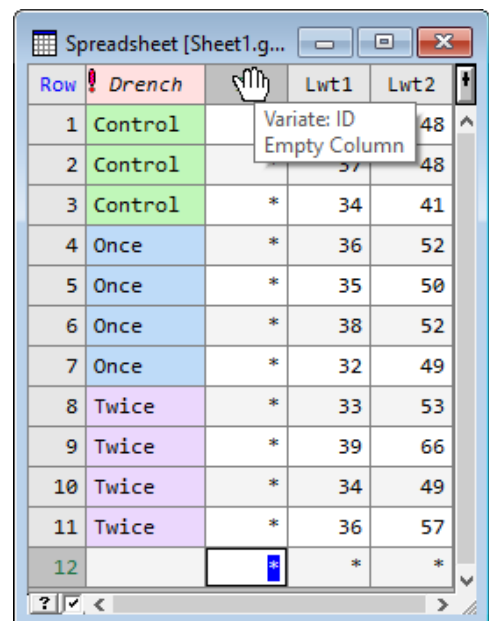 Spreadsheet [Sheet1.g...
Row ! Drench Lwt1 Lwt2
Variate: ID
Empty Column
1 Control 48
2 Control 37 48
3 Control * 34 41
4 Once * 36 52
5 Once * 35 50
6 Once * 38 52
7 Once * 32 49
8 Twice * 33 53
9 Twice * 39 66
10 Twice * 34 49
11 Twice * 36 57
12 * * *
?